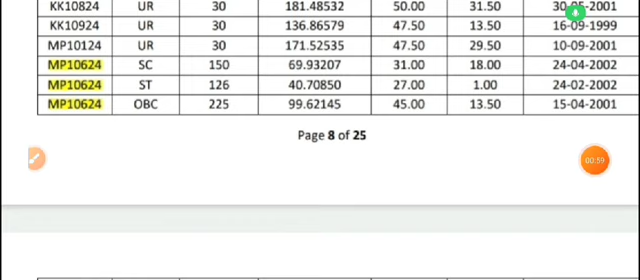 KK10824 UR 30 181.48532 50.00 31.50 30-05-2001
KK10924 UR 30 136.86579 47.50 13.50 16-09-1999
MP10124 UR 30 171.52535 47.50 29.50 10-09-2001
MP10624 SC 150 69.93207 31.00 18.00 24-04-2002
MP10624 ST 126 40.70850 27.00 1.00 24-02-2002
MP10624 OBC 225 99.62145 45.00 13.50 15-04-2001
Page 8 of 25
00:59